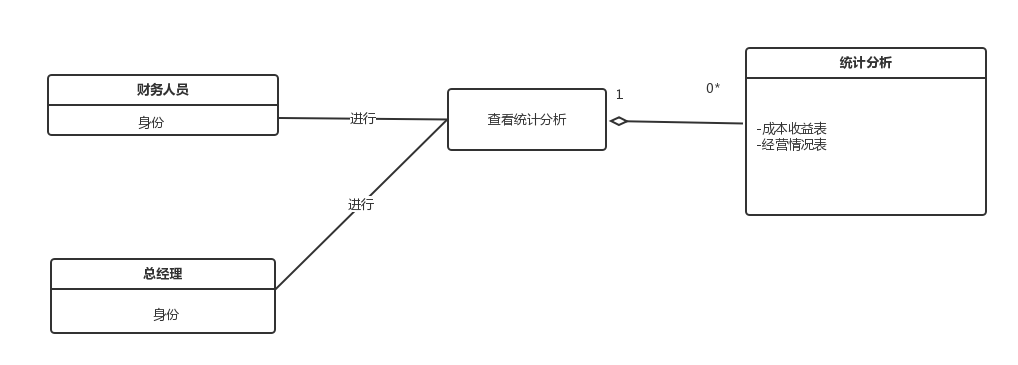 财务人员
身份
进行
查看统计分析
1
0*
统计分析
-成本收益表
-经营情况表
进行
总经理
身份